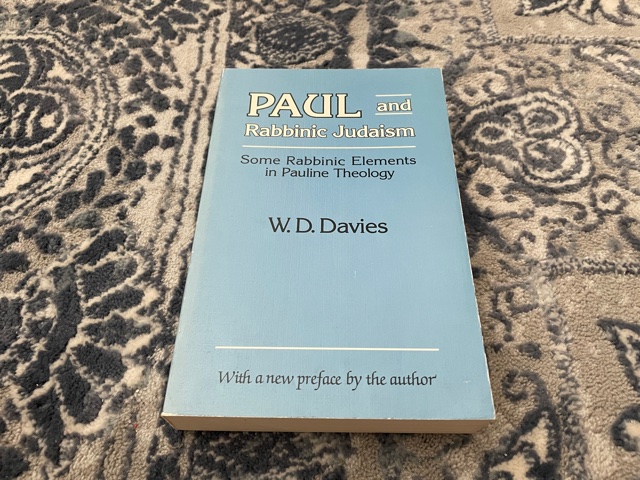 PAUL and
Rabbinic Judaism
Some Rabbinic Elements
in Pauline Theology
W. D. Davies
With a new preface by the author